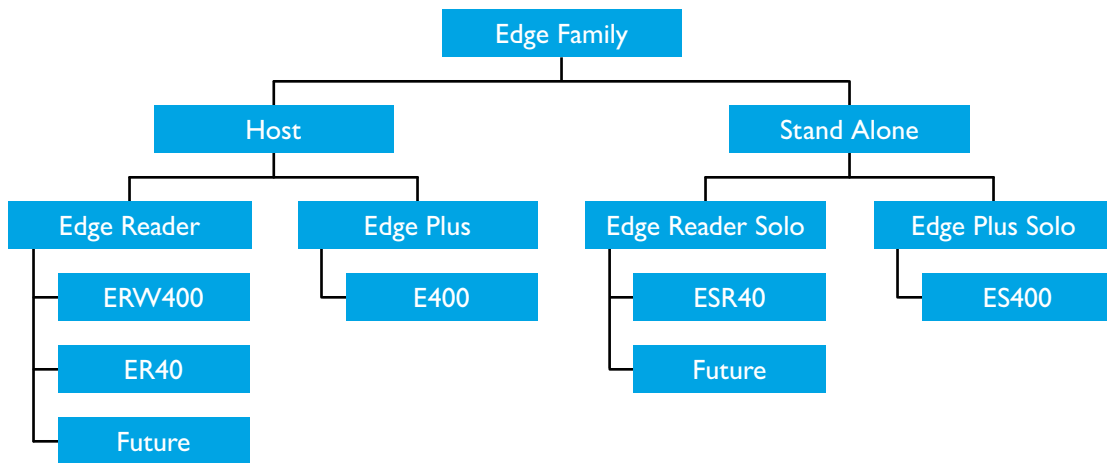 Edge Family
Host
Stand Alone
Edge Reader
Edge Plus
Edge Reader Solo
Edge Plus Solo
ERW400
E400
ESR40
ES400
ER40
Future
Future